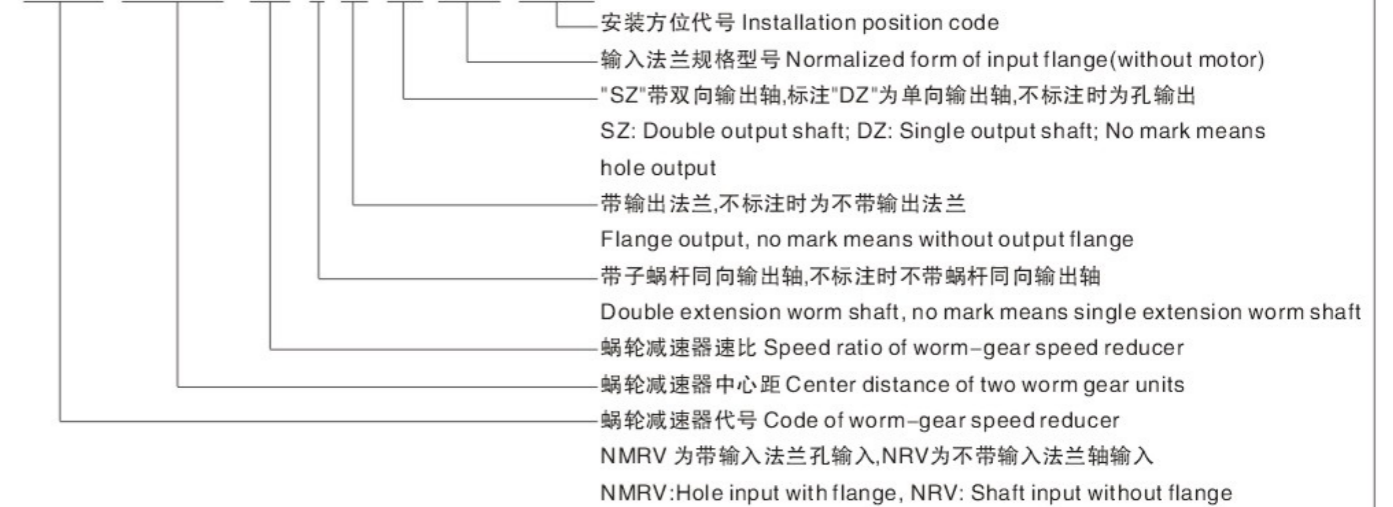 安装方位代号 Installation position code
输入法兰规格型号 Normalized form of input flange(without motor)
"SZ"带双向输出轴,标注"DZ"为单向输出轴,不标注时为孔输出
SZ: Double output shaft; DZ: Single output shaft; No mark means
hole output
带输出法兰,不标注时为不带输出法兰
Flange output, no mark means without output flange
带子蜗杆同向输出轴,不标注时不带蜗杆同向输出轴
Double extension worm shaft, no mark means single extension worm shaft
蜗轮减速器速比 Speed ratio of worm–gear speed reducer
蜗轮减速器中心距 Center distance of two worm gear units
蜗轮减速器代号 Code of worm–gear speed reducer
NMRV 为带输入法兰孔输入,NRV为不带输入法兰轴输入
NMRV:Hole input with flange, NRV: Shaft input without flange